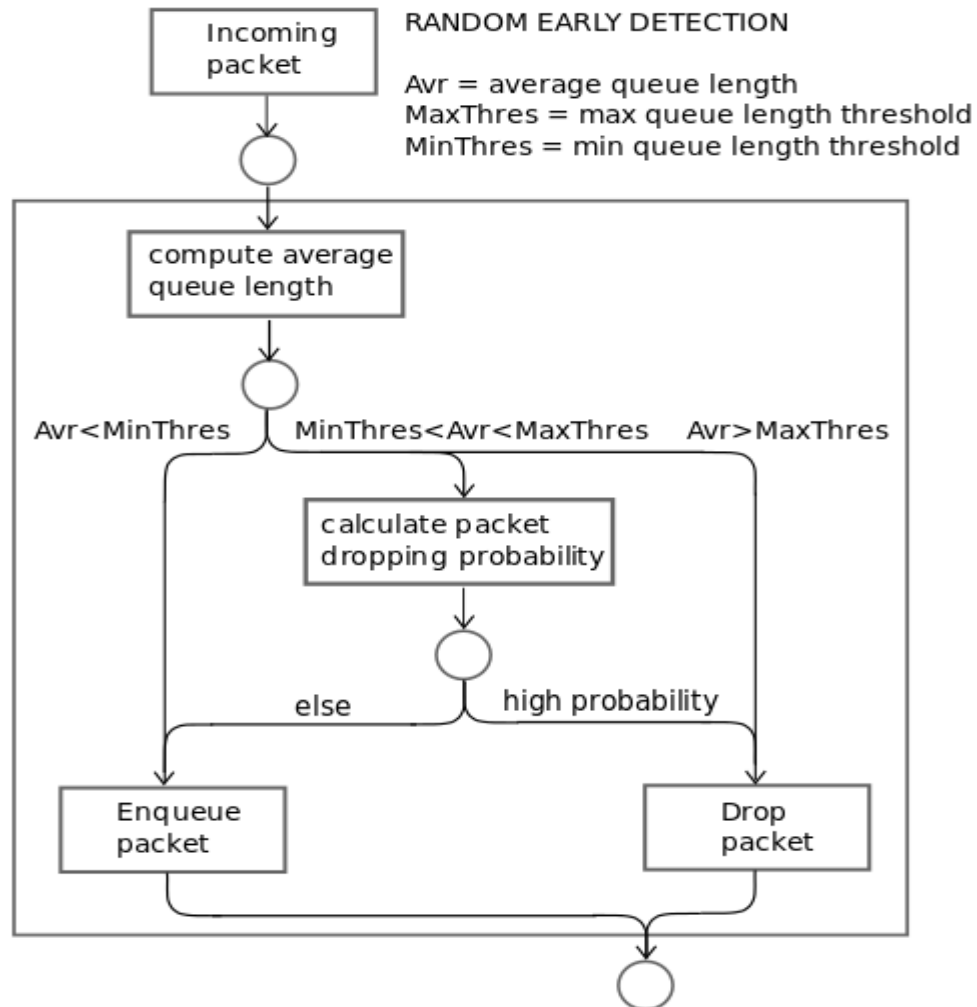 Incoming
packet
RANDOM EARLY DETECTION
Avr = average queue length
MaxThres = max queue length threshold
MinThres = min queue length threshold
compute average
queue length
Avr<MinThres
MinThres<Avr<MaxThres
Avr>MaxThres
calculate packet
dropping probability
else
high probability
Enqueue
packet
Drop
packet